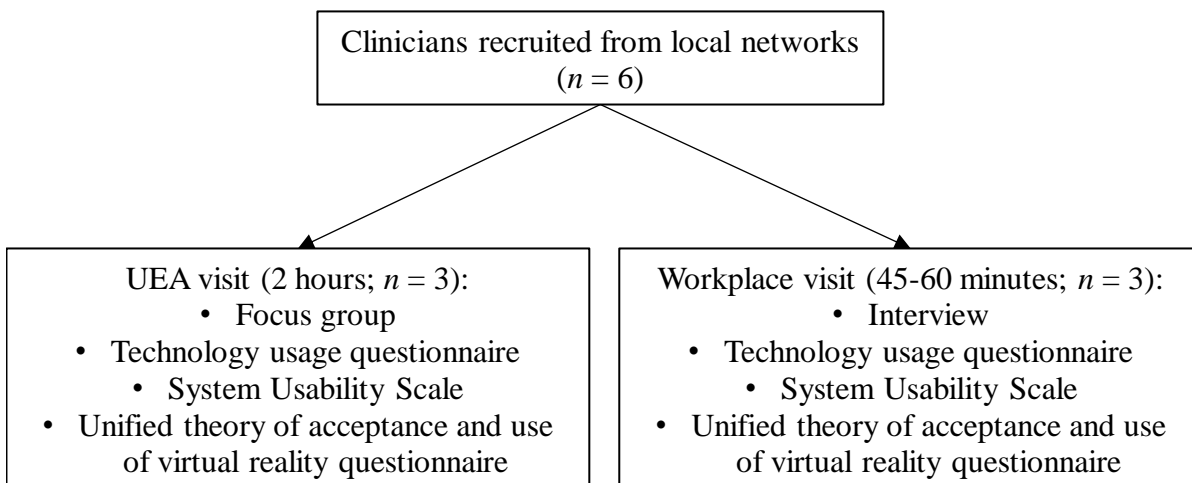 Clinicians recruited from local networks
(n = 6)
UEA visit (2 hours; n = 3):
• Focus group
• Technology usage questionnaire
• System Usability Scale
• Unified theory of acceptance and use
of virtual reality questionnaire
Workplace visit (45-60 minutes; n = 3):
• Interview
• Technology usage questionnaire
• System Usability Scale
• Unified theory of acceptance and use
of virtual reality questionnaire